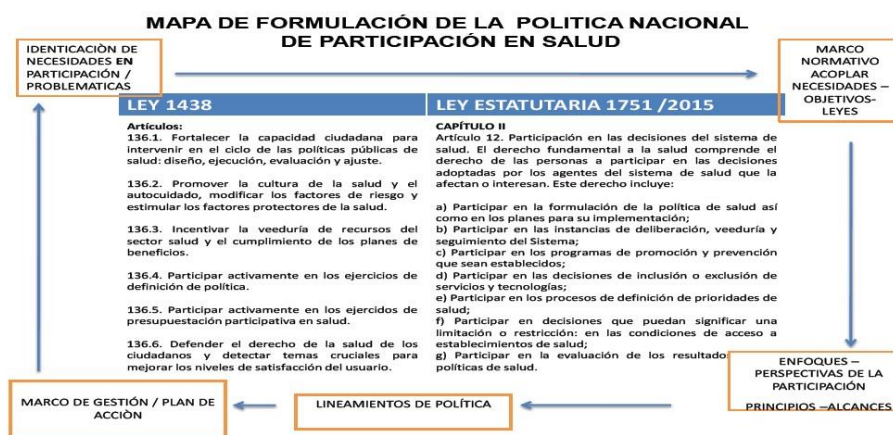 MAPA DE FORMULACIÓN DE LA POLITICA NACIONAL
DE PARTICIPACIÓN EN SALUD
IDENTICACIÒN DE
NECESIDADES EN
PARTICIPACIÓN /
PROBLEMATICAS
MARCO
NORMATIVO
ACOPLAR
NECESIDADES –
OBJETIVOS-
LEYES
LEY 1438
Artículos:
136.1. Fortalecer la capacidad ciudadana para
intervenir en el ciclo de las políticas públicas de
salud: diseño, ejecución, evaluación y ajuste.
136.2. Promover la cultura de la salud y el
autocuidado, modificar los factores de riesgo y
estimular los factores protectores de la salud.
136.3. Incentivar la veeduría de recursos del
sector salud y el cumplimiento de los planes de
beneficios.
136.4. Participar activamente en los ejercicios de
definición de política.
136.5. Participar activamente en los ejercidos de
presupuestación participativa en salud.
136.6. Defender el derecho de la salud de los
ciudadanos y detectar temas cruciales para
mejorar los niveles de satisfacción del usuario.
LEY ESTATUTARIA 1751 /2015
CAPÍTULO II
Artículo 12. Participación en las decisiones del sistema de
salud. El derecho fundamental a la salud comprende el
derecho de las personas a participar en las decisiones
adoptadas por los agentes del sistema de salud que la
afectan o interesan. Este derecho incluye:
a) Participar en la formulación de la política de salud así
como en los planes para su implementación;
b) Participar en las instancias de deliberación, veeduría y
seguimiento del Sistema;
c) Participar en los programas de promoción y prevención
que sean establecidos;
d) Participar en las decisiones de inclusión o exclusión de
servicios y tecnologías;
e) Participar en los procesos de definición de prioridades de
salud;
f) Participar en decisiones que puedan significar una
limitación o restricción: en las condiciones de acceso a
establecimientos de salud;
g) Participar en la evaluación de los resultados
políticas de salud.
ENFOQUES –
PERSPECTIVAS DE LA
PARTICIPACIÓN
PRINCIPIOS –ALCANCES
LINEAMIENTOS DE POLÍTICA
MARCO DE GESTIÓN / PLAN DE
ACCIÒN